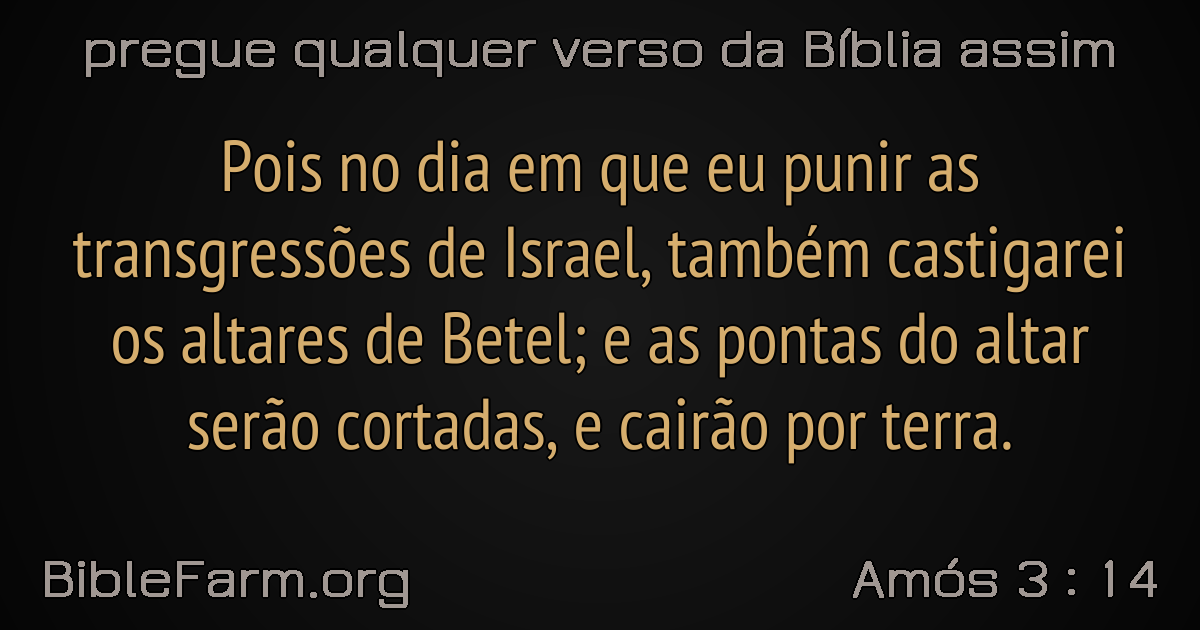 pregue qualquer verso da Bíblia assim
Pois no dia em que eu punir as
transgressões de Israel, também castigarei
os altares de Betel; e as pontas do altar
serão cortadas, e cairão por terra.
BibleFarm.org
Amós 3 : 14